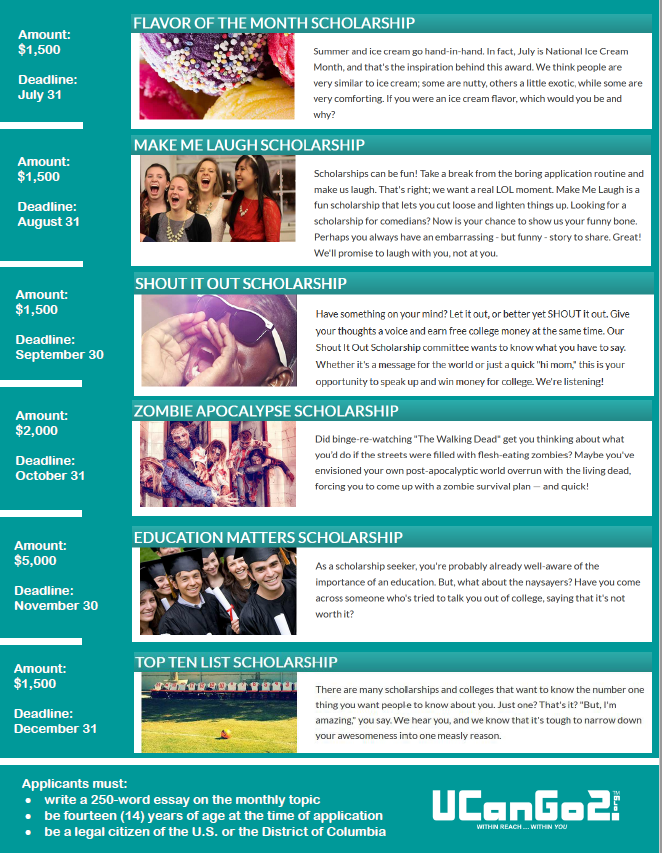 FLAVOR OF THE MONTH SCHOLARSHIP
Amount:
$1,500
Deadline:
July 31
Summer and ice cream go hand-in-hand. In fact, July is National Ice Cream
Month, and that's the inspiration behind this award. We think people are
very similar to ice cream; some are nutty, others a little exotic, while some are
very comforting. If you were an ice cream flavor, which would you be and
why?
MAKE ME LAUGH SCHOLARSHIP
Amount:
$1,500
Deadline:
August 31
Scholarships can be fun! Take a break from the boring application routine and
make us laugh. That's right; we want a real LOL moment. Make Me Laugh is a
fun scholarship that lets you cut loose and lighten things up. Looking for a
scholarship for comedians? Now is your chance to show us your funny bone.
Perhaps you always have an embarrassing - but funny - story to share. Great!
We'll promise to laugh with you, not at you.
SHOUT IT OUT SCHOLARSHIP
Amount:
$1,500
Deadline:
September 30
Have something on your mind? Let it out, or better yet SHOUT it out. Give
your thoughts a voice and earn free college money at the same time. Our
Shout It Out Scholarship committee wants to know what you have to say.
Whether it's a message for the world or just a quick "hi mom," this is your
opportunity to speak up and win money for college. We're listening!
ZOMBIE APOCALYPSE SCHOLARSHIP
Amount:
$2,000
Deadline:
October 31
Did binge-re-watching "The Walking Dead" get you thinking about what
you'd do if the streets were filled with flesh-eating zombies? Maybe you've
envisioned your own post-apocalyptic world overrun with the living dead,
forcing you to come up with a zombie survival plan — and quick!
EDUCATION MATTERS SCHOLARSHIP
Amount:
$5,000
Deadline:
November 30
As a scholarship seeker, you're probably already well-aware of the
importance of an education. But, what about the naysayers? Have you come
across someone who's tried to talk you out of college, saying that it's not
worth it?
TOP TEN LIST SCHOLARSHIP
Amount:
$1,500
Deadline:
December 31
There are many scholarships and colleges that want to know the number one
thing you want people to know about you. Just one? That's it? "But, I'm
amazing," you say. We hear you, and we know that it's tough to narrow down
your awesomeness into one measly reason.
Applicants must:
• write a 250-word essay on the monthly topic
• be fourteen (14) years of age at the time of application
• be a legal citizen of the U.S. or the District of Columbia
UCanGo2.org™
WITHIN REACH ... WITHIN YOU